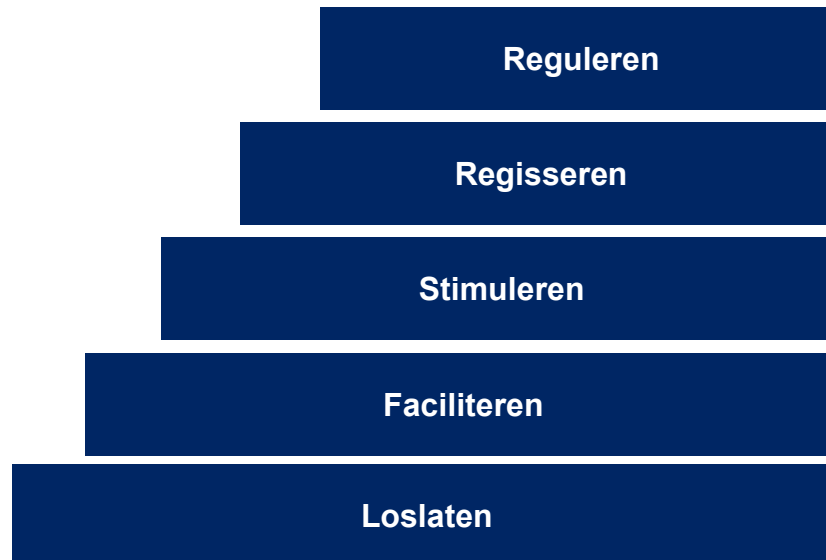 Reguleren
Regisseren
Stimuleren
Faciliteren
Loslaten